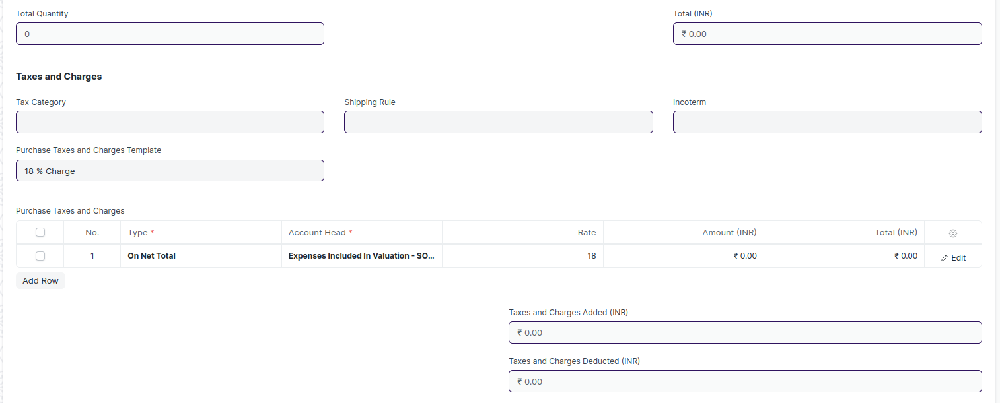 Total Quantity
Total (INR)
0
₹ 0.00
Taxes and Charges
Tax Category
Shipping Rule
Incoterm
Purchase Taxes and Charges Template
18 % Charge
Purchase Taxes and Charges
No. Type * Account Head * Rate Amount (INR) Total (INR)
1 On Net Total Expenses Included In Valuation - SO... 18 ₹ 0.00 ₹ 0.00 Edit
Add Row
Taxes and Charges Added (INR)
₹ 0.00
Taxes and Charges Deducted (INR)
₹ 0.00